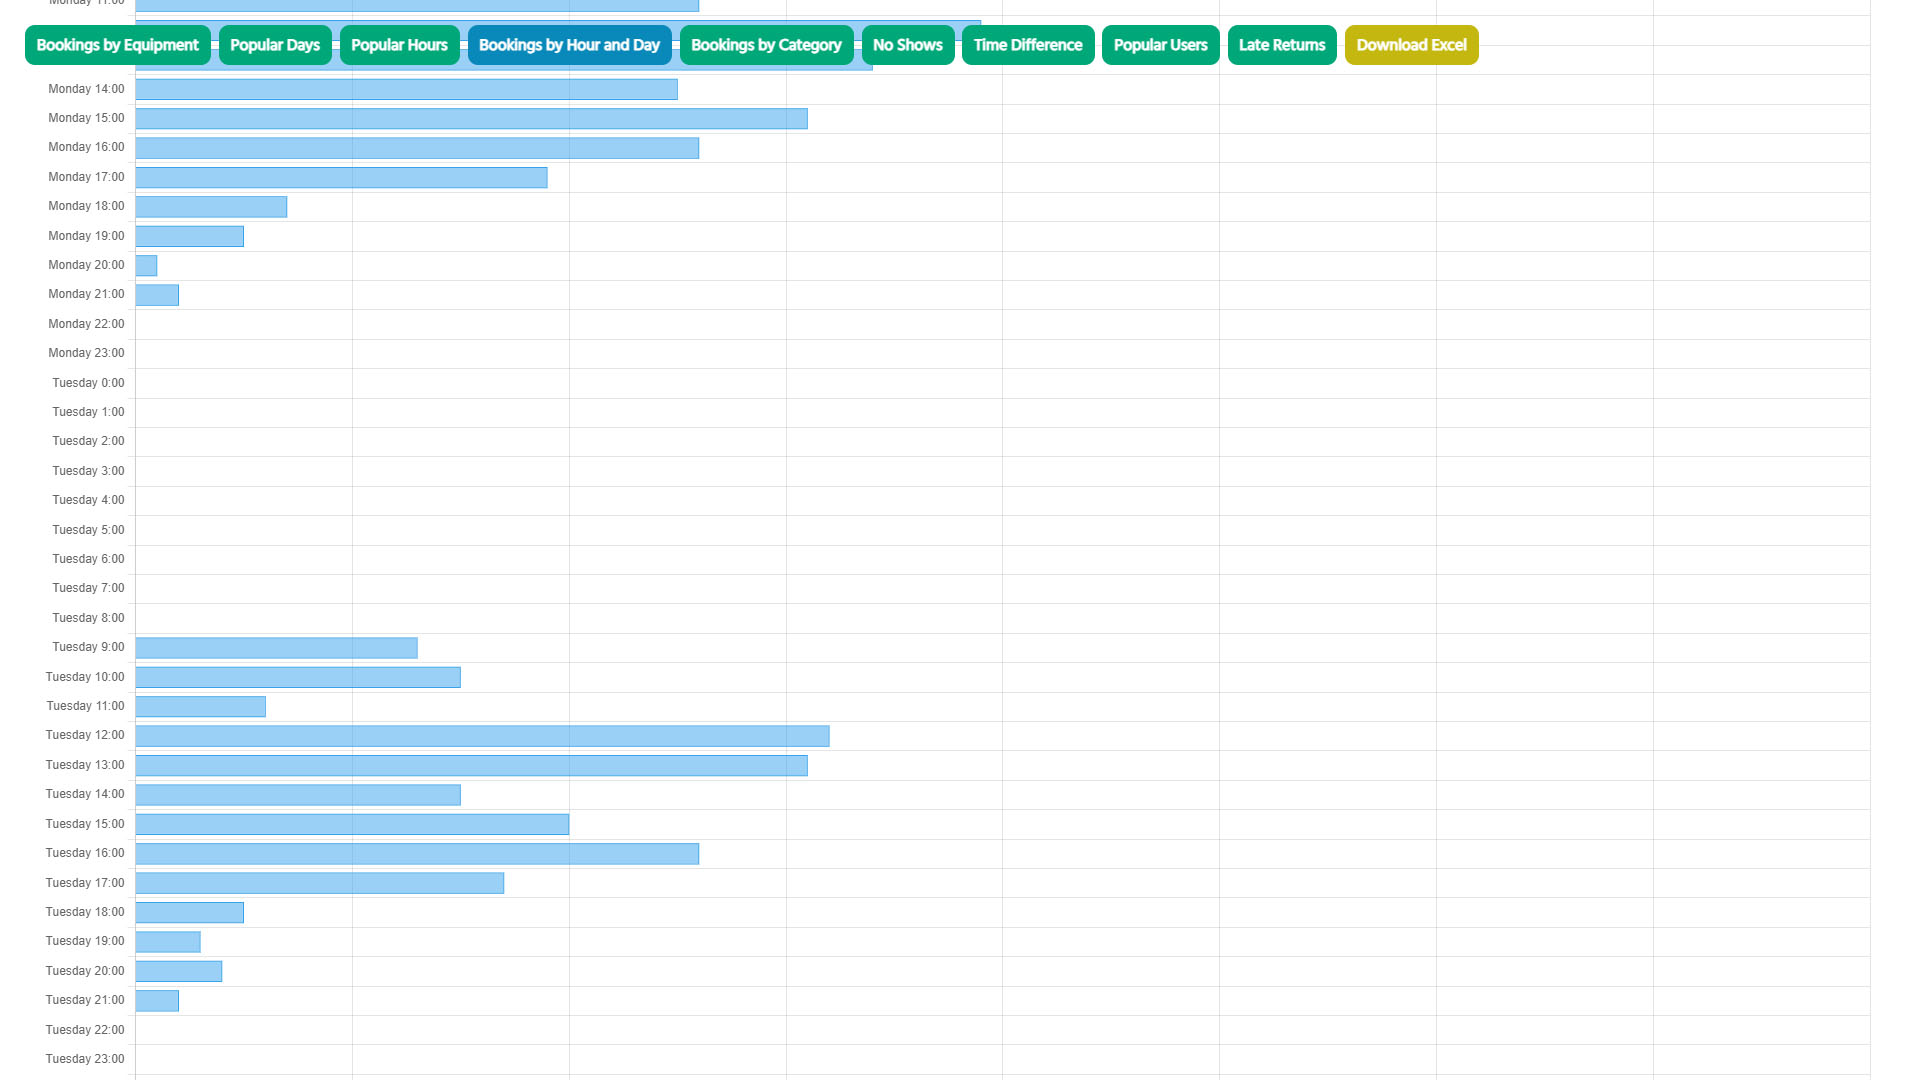 Monday 11:00
Bookings by Equipment Popular Days Popular Hours Bookings by Hour and Day Bookings by Category No Shows Time Difference Popular Users Late Returns Download Excel
Monday 14:00
Monday 15:00
Monday 16:00
Monday 17:00
Monday 18:00
Monday 19:00
Monday 20:00
Monday 21:00
Monday 22:00
Monday 23:00
Tuesday 0:00
Tuesday 1:00
Tuesday 2:00
Tuesday 3:00
Tuesday 4:00
Tuesday 5:00
Tuesday 6:00
Tuesday 7:00
Tuesday 8:00
Tuesday 9:00
Tuesday 10:00
Tuesday 11:00
Tuesday 12:00
Tuesday 13:00
Tuesday 14:00
Tuesday 15:00
Tuesday 16:00
Tuesday 17:00
Tuesday 18:00
Tuesday 19:00
Tuesday 20:00
Tuesday 21:00
Tuesday 22:00
Tuesday 23:00